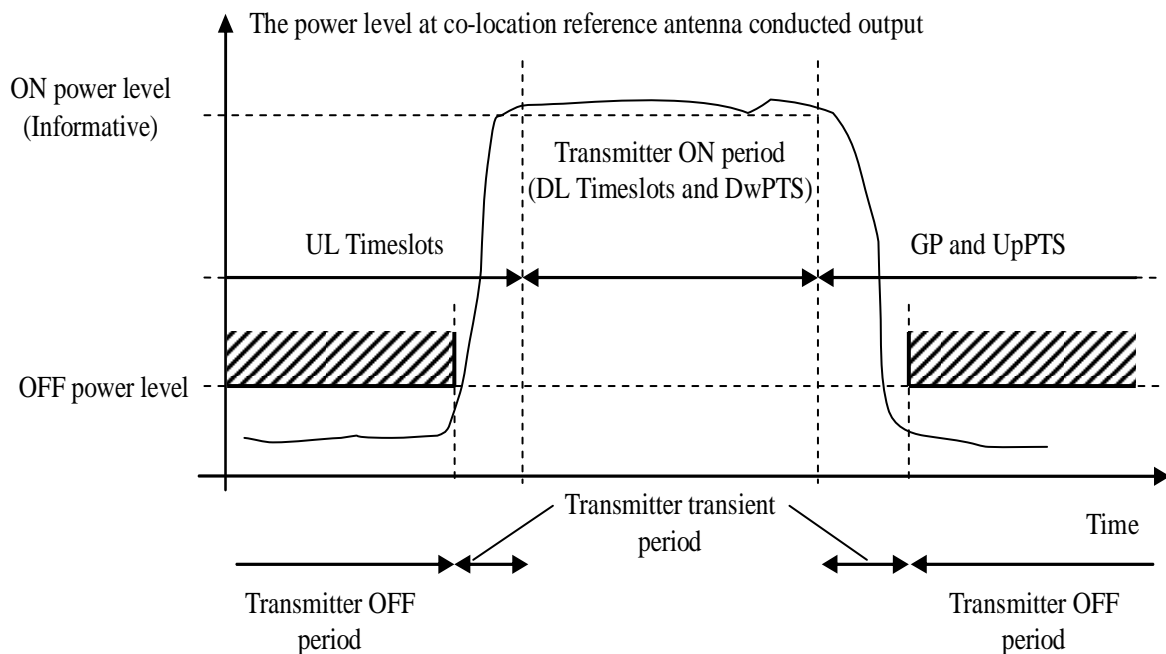 The power level at co-location reference antenna conducted output
ON power level
(Informative)
Transmitter ON period
(DL Timeslots and DwPTS)
UL Timeslots
GP and UpPTS
OFF power level
Transmitter transient
period
Time
Transmitter OFF
period
Transmitter OFF
period